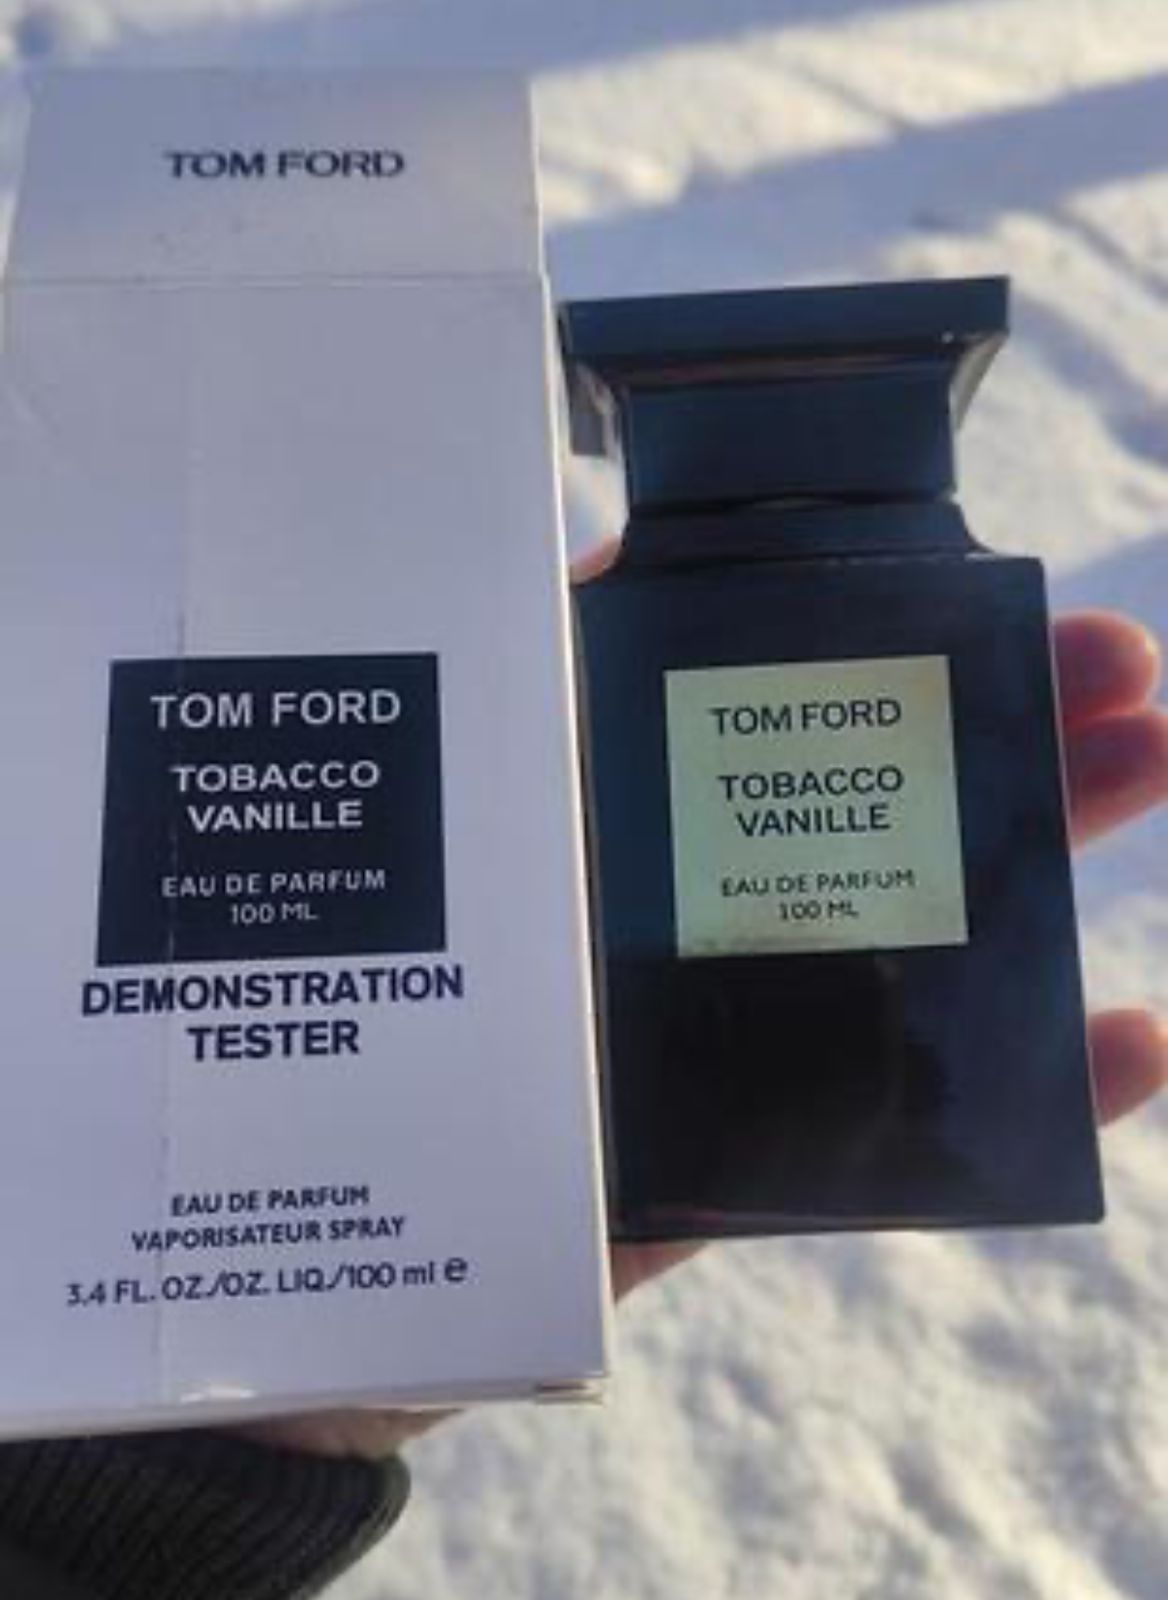 TOM FORD
TOM FORD
TOBACCO
VANILLE
EAU DE PARFUM
100 ML
DEMONSTRATION
TESTER
EAU DE PARFUM
VAPORISATEUR SPRAY
3.4 FL. OZ./OZ. LIQ./100 ml e
TOM FORD
TOBACCO
VANILLE
EAU DE PARFUM
100 ML